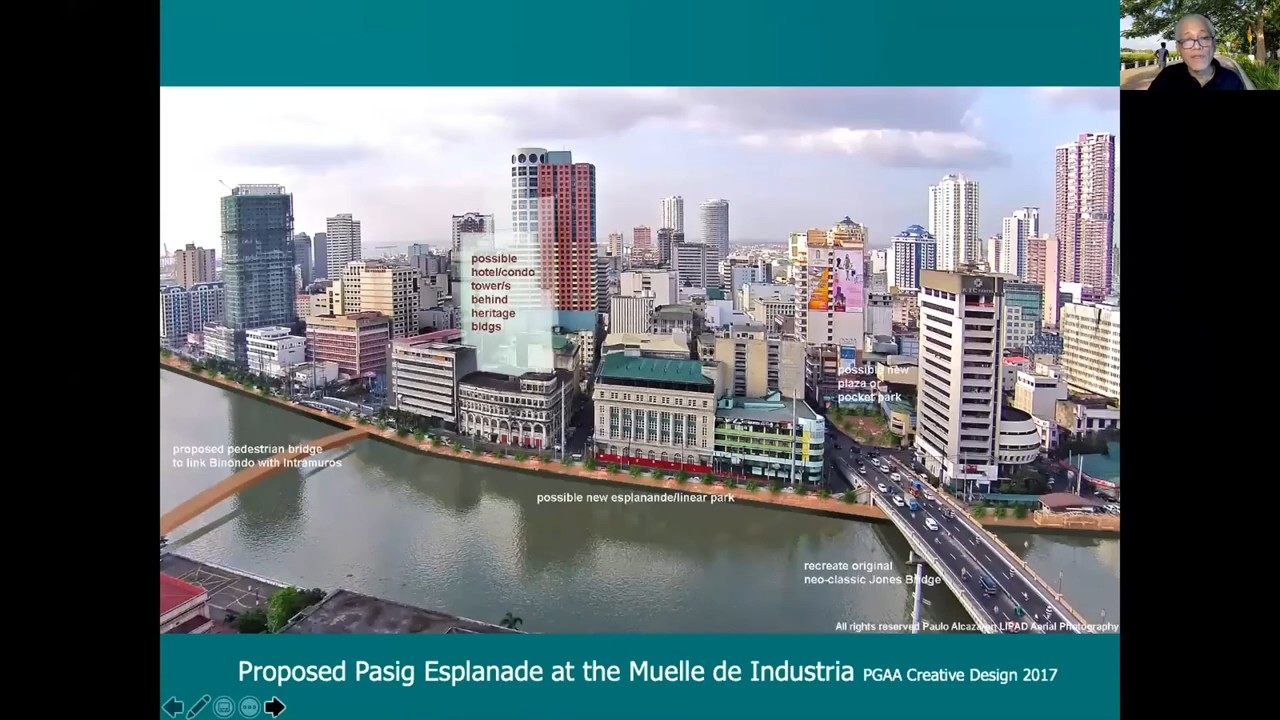 possible
hotel/condo
tower/s
behind
heritage
bldgs
possible new
plaza or
pocket park
proposed pedestrian bridge
to link Binondo with Intramuros
possible new esplanande/linear park
recreate original
neo-classic Jones Bridge
All rights reserved Paulo Alcazaren LIPAD Aerial Photography
Proposed Pasig Esplanade at the Muelle de Industria PGAA Creative Design 2017